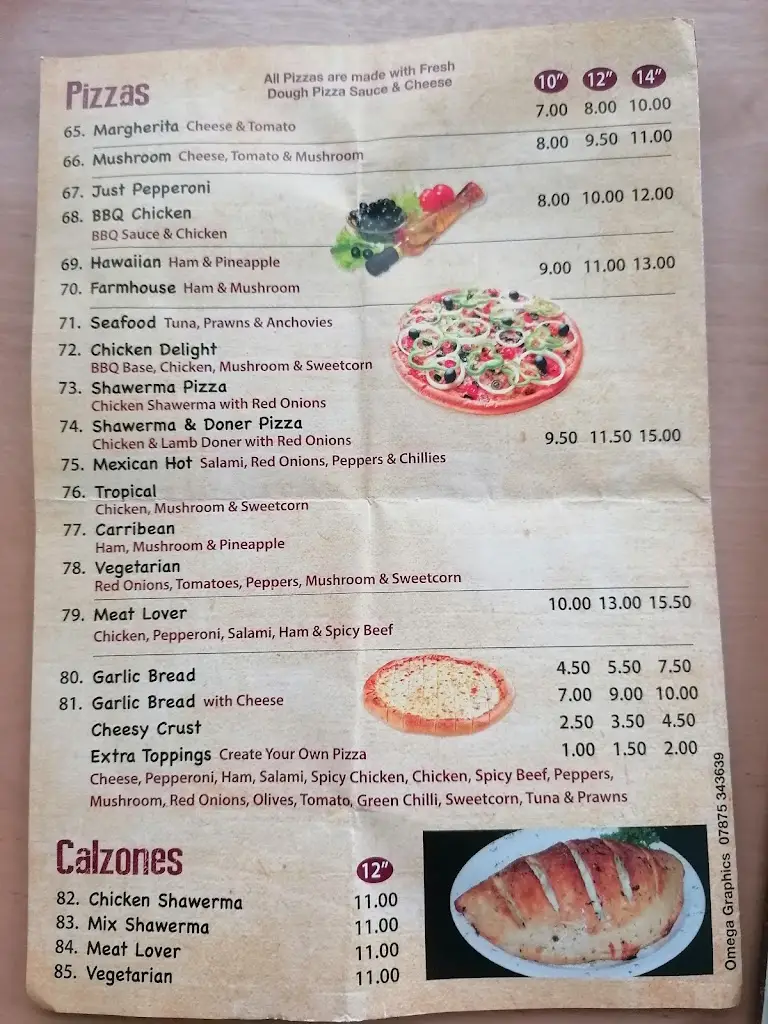 Pizzas
All Pizzas are made with Fresh
Dough Pizza Sauce & Cheese
10" 12" 14"
65. Margherita Cheese & Tomato 7.00 8.00 10.00
66. Mushroom Cheese, Tomato & Mushroom 8.00 9.50 11.00
67. Just Pepperoni
68. BBQ Chicken 8.00 10.00 12.00
BBQ Sauce & Chicken
69. Hawaiian Ham & Pineapple 9.00 11.00 13.00
70. Farmhouse Ham & Mushroom
71. Seafood Tuna, Prawns & Anchovies
72. Chicken Delight
BBQ Base, Chicken, Mushroom & Sweetcorn
73. Shawerma Pizza
Chicken Shawerma with Red Onions
74. Shawerma & Doner Pizza
Chicken & Lamb Doner with Red Onions 9.50 11.50 15.00
75. Mexican Hot Salami, Red Onions, Peppers & Chillies
76. Tropical
Chicken, Mushroom & Sweetcorn
77. Carribean
Ham, Mushroom & Pineapple
78. Vegetarian
Red Onions, Tomatoes, Peppers, Mushroom & Sweetcorn
79. Meat Lover 10.00 13.00 15.50
Chicken, Pepperoni, Salami, Ham & Spicy Beef
80. Garlic Bread 4.50 5.50 7.50
81. Garlic Bread with Cheese 7.00 9.00 10.00
Cheesy Crust 2.50 3.50 4.50
Extra Toppings Create Your Own Pizza 1.00 1.50 2.00
Cheese, Pepperoni, Ham, Salami, Spicy Chicken, Chicken, Spicy Beef, Peppers,
Mushroom, Red Onions, Olives, Tomato, Green Chilli, Sweetcorn, Tuna & Prawns
Calzones
12"
82. Chicken Shawerma 11.00
83. Mix Shawerma 11.00
84. Meat Lover 11.00
85. Vegetarian 11.00
Omega Graphics 07875 343639